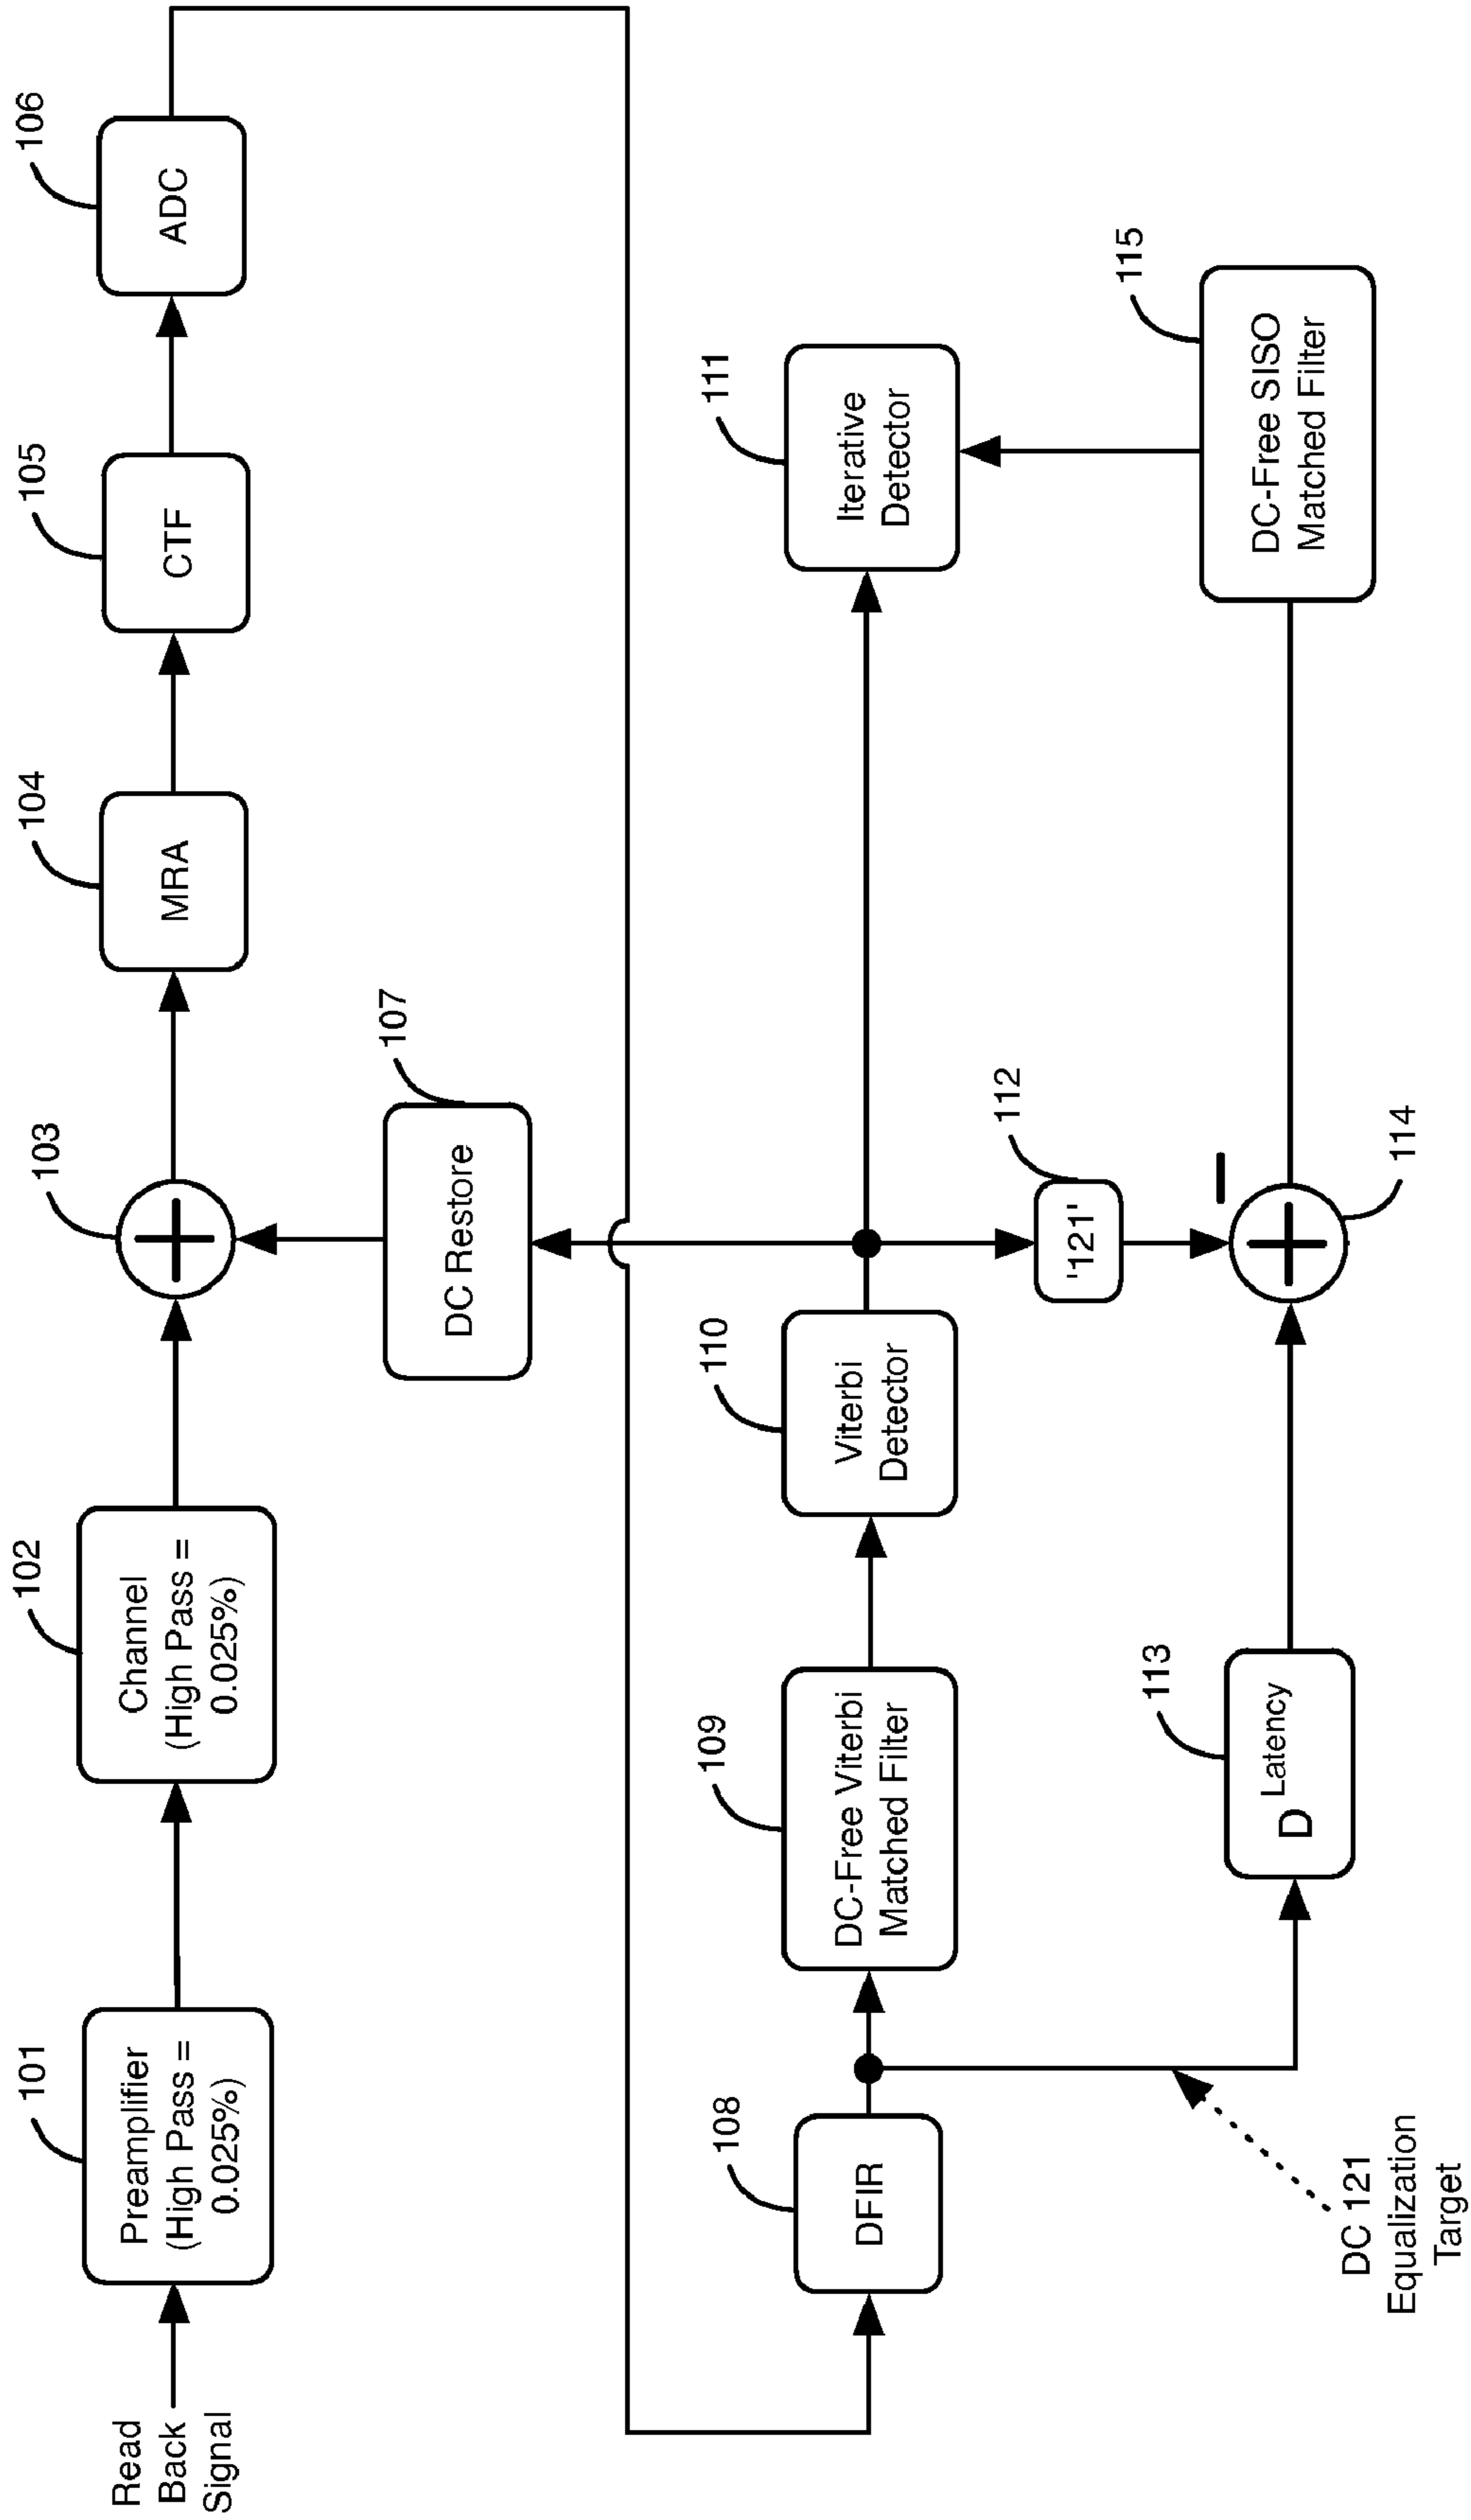 Read
Back
Signal
101
Preamplifier
(High Pass =
0.025%)
102
Channel
(High Pass =
0.025%)
103
104
MRA
105
CTF
106
ADC
107
DC Restore
108
DFIR
109
DC-Free Viterbi
Matched Filter
110
Viterbi
Detector
111
Iterative
Detector
112
'121'
DC 121
Equalization
Target
113
D Latency
114
115
DC-Free SISO
Matched Filter